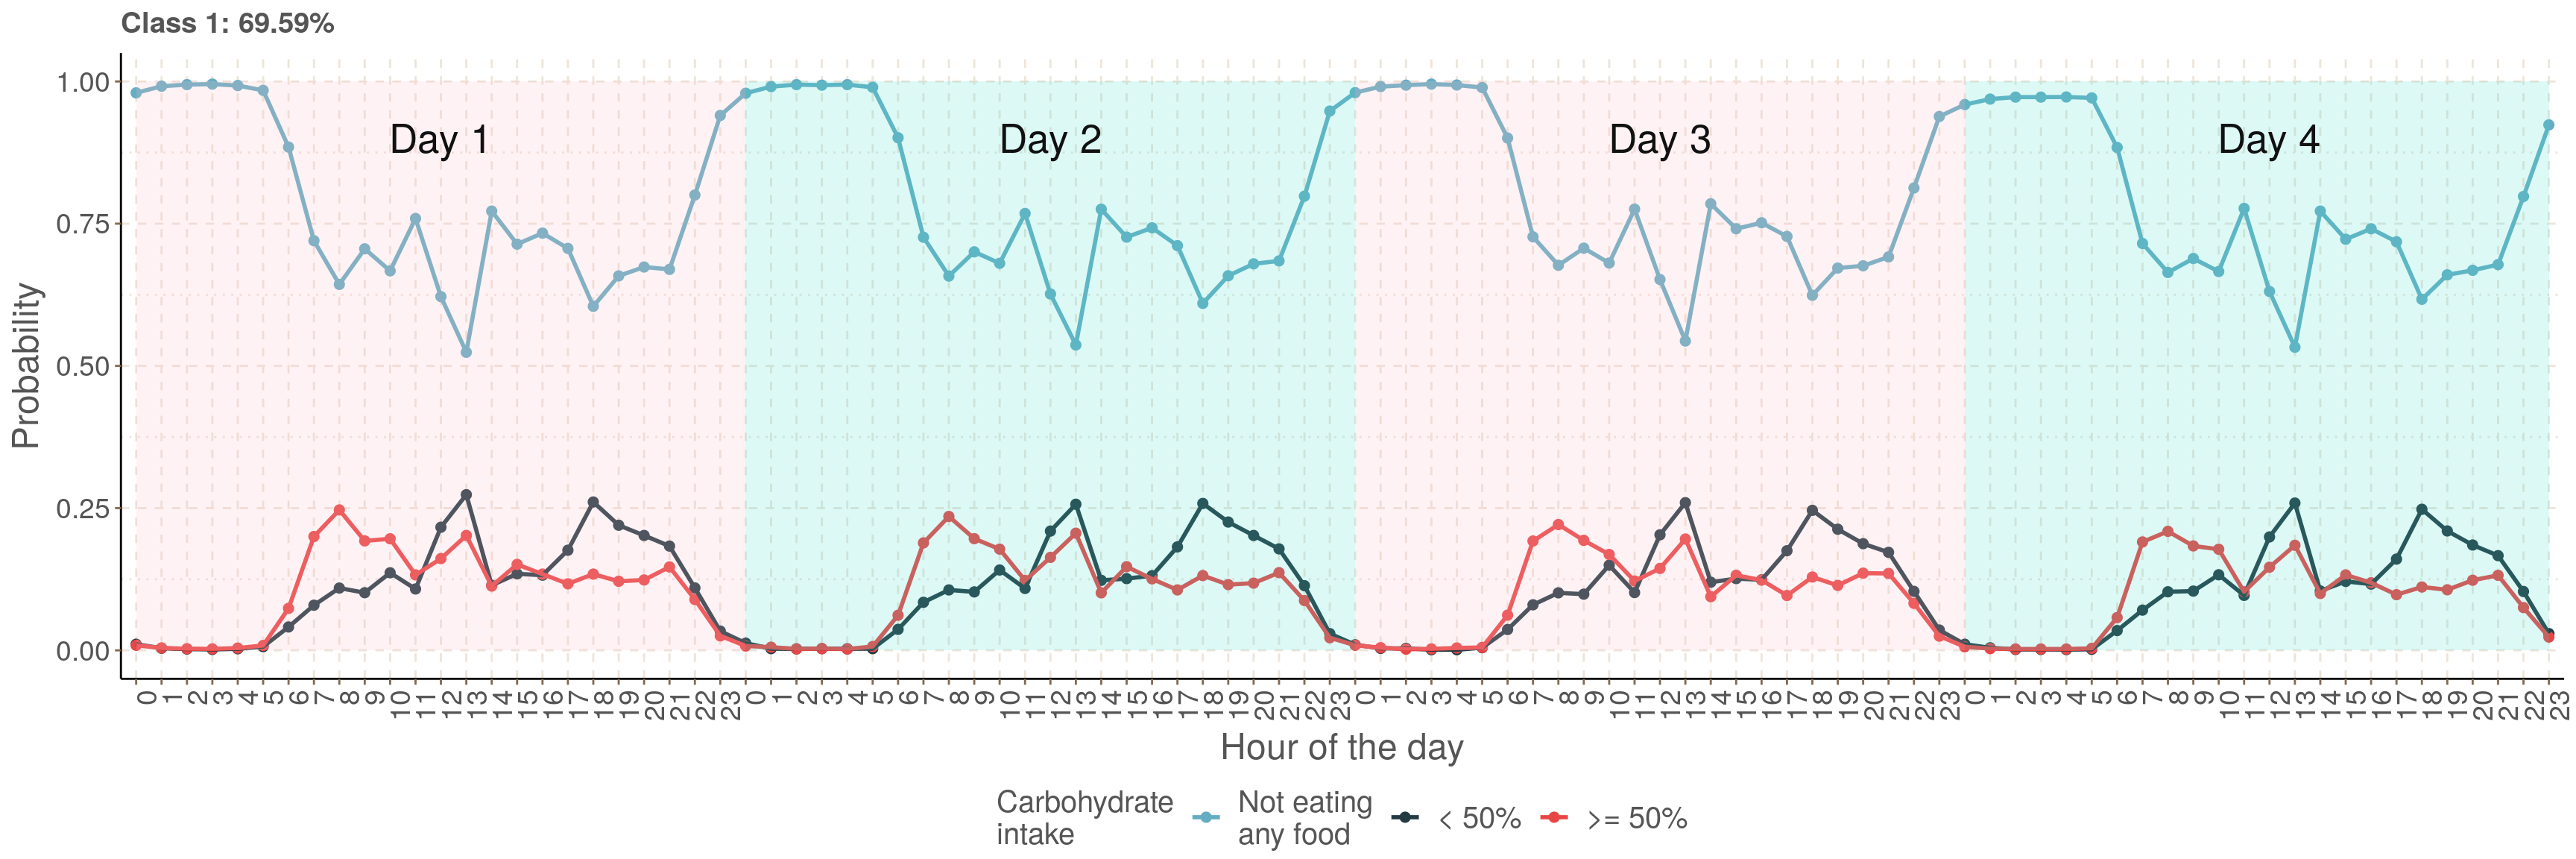 Class 1: 69.59%
1.00
0.75
0.50
0.25
0.00
Probability
Day 1
Day 2
Day 3
Day 4
0 1 2 3 4 5 6 7 8 9 10 11 12 13 14 15 16 17 18 19 20 21 22 23 0 1 2 3 4 5 6 7 8 9 10 11 12 13 14 15 16 17 18 19 20 21 22 23 0 1 2 3 4 5 6 7 8 9 10 11 12 13 14 15 16 17 18 19 20 21 22 23 0 1 2 3 4 5 6 7 8 9 10 11 12 13 14 15 16 17 18 19 20 21 22 23
Hour of the day
Carbohydrate
intake
Not eating
any food
< 50%
>= 50%